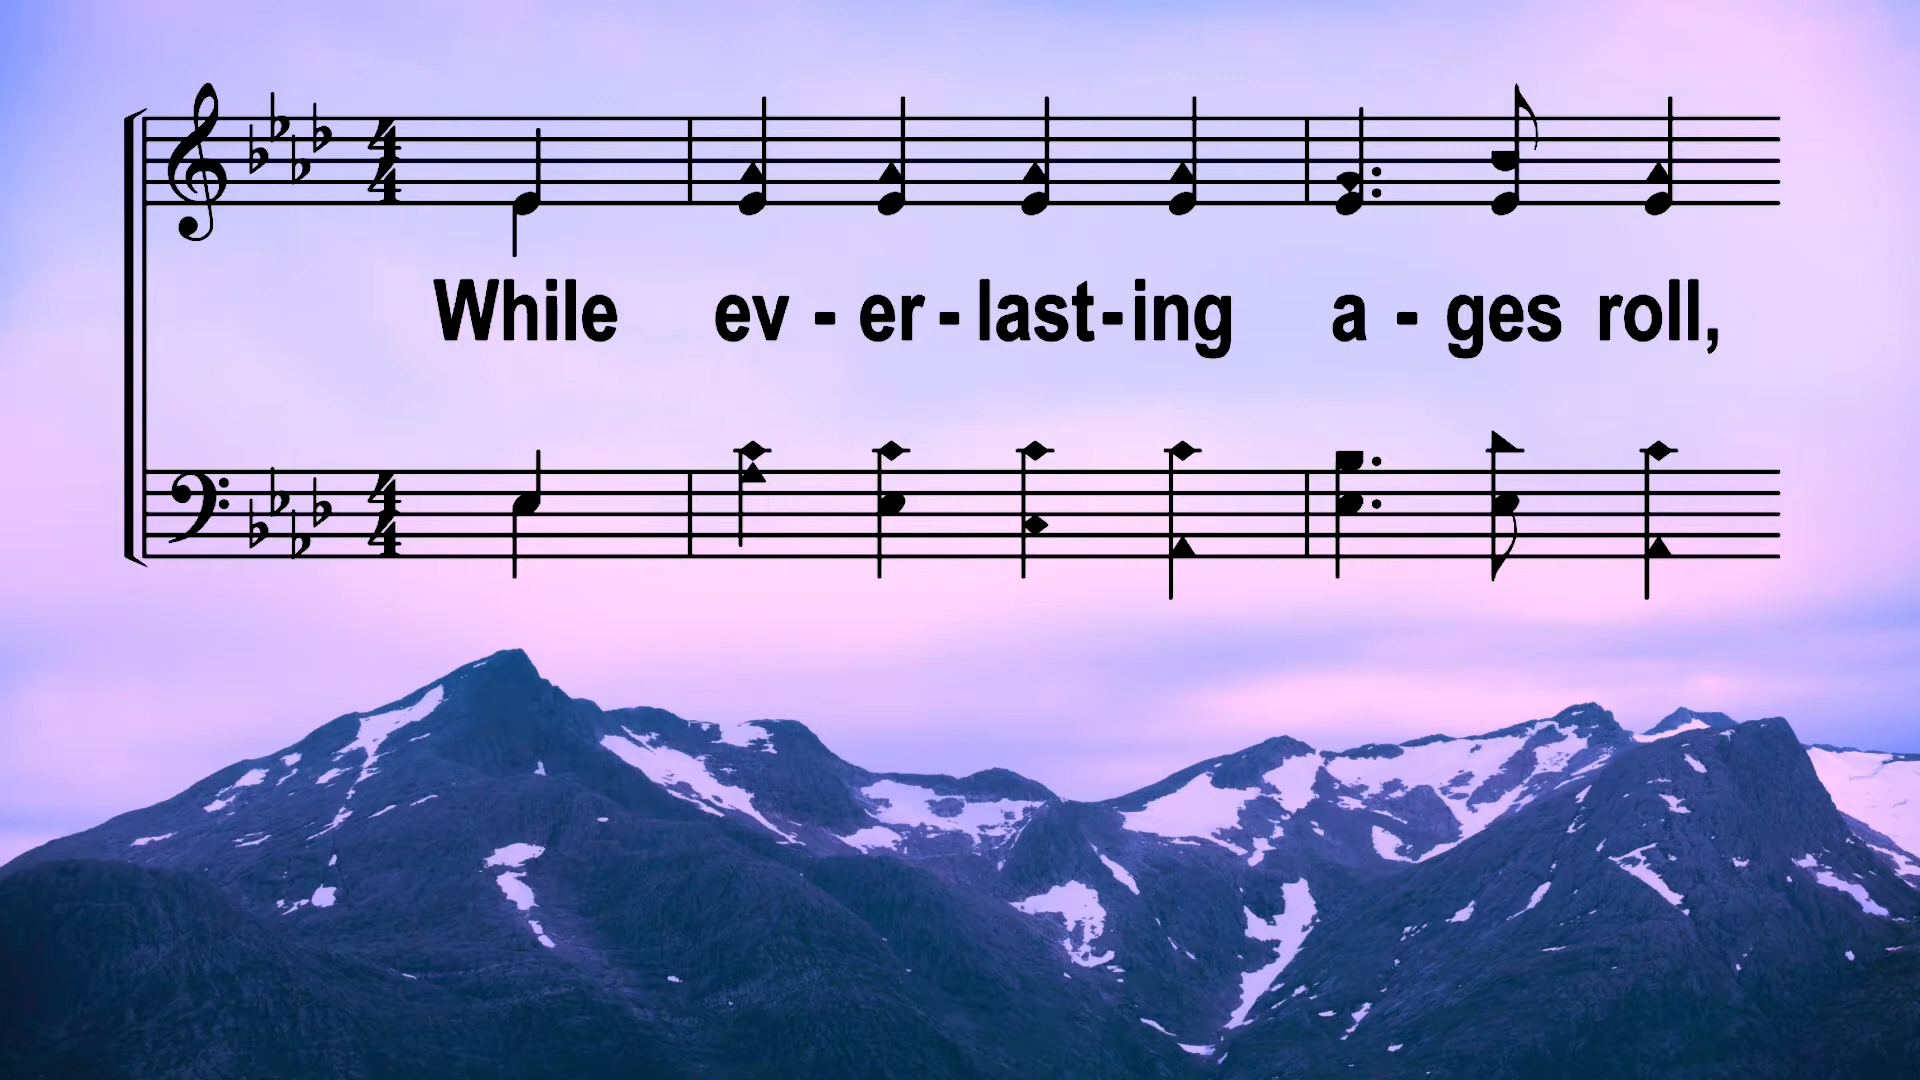 While ev - er - last - ing a - ges roll,